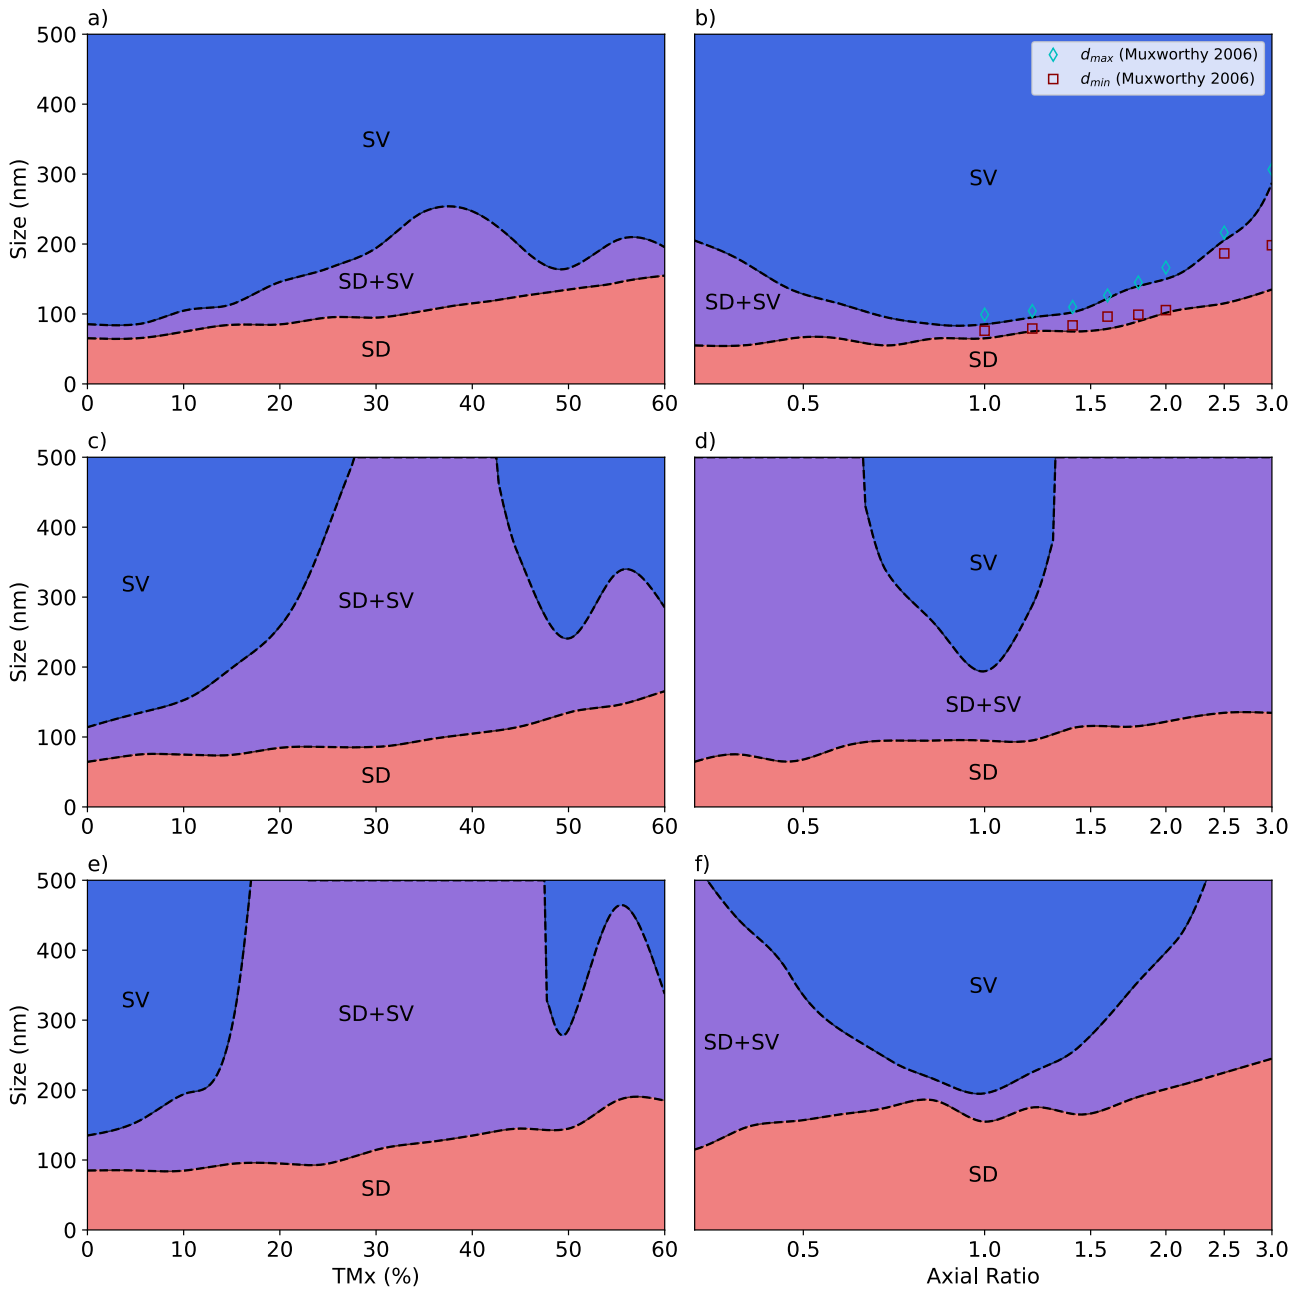 a)
500
400
300
200
100
0
Size (nm)
SV
SD+SV
SD
0 10 20 30 40 50 60
b)
d_max (Muxworthy 2006)
d_min (Muxworthy 2006)
SV
SD+SV
SD
0.5 1.0 1.5 2.0 2.5 3.0
c)
500
400
300
200
100
0
Size (nm)
SV
SD+SV
SD
0 10 20 30 40 50 60
d)
SV
SD+SV
SD
0.5 1.0 1.5 2.0 2.5 3.0
e)
500
400
300
200
100
0
Size (nm)
SV
SD+SV
SD
0 10 20 30 40 50 60
TMx (%)
f)
SV
SD+SV
SD
0.5 1.0 1.5 2.0 2.5 3.0
Axial Ratio